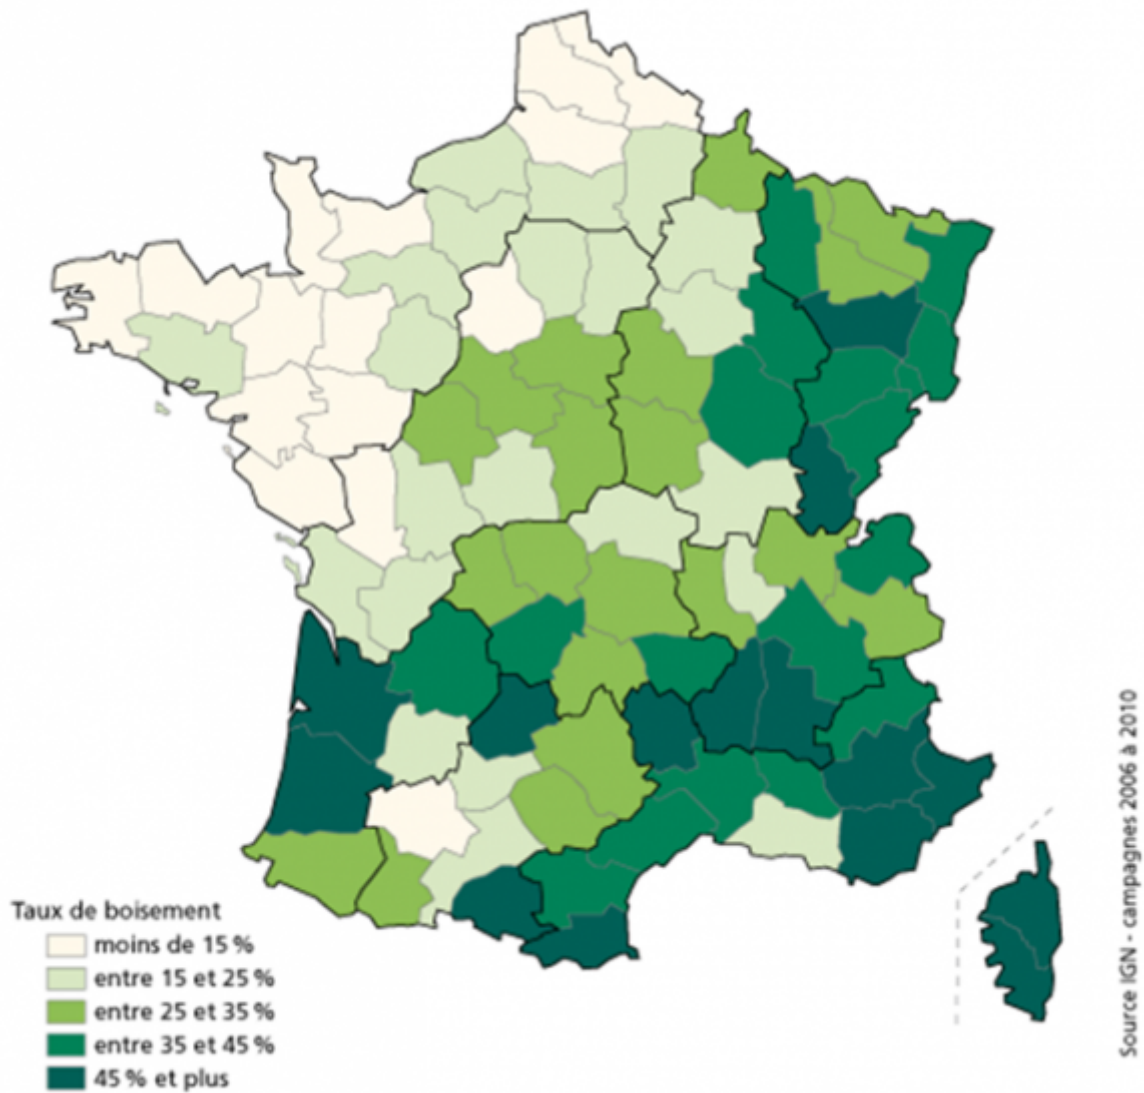 Taux de boisement
moins de 15 %
entre 15 et 25 %
entre 25 et 35 %
entre 35 et 45 %
45 % et plus
Source IGN - campagnes 2006 à 2010